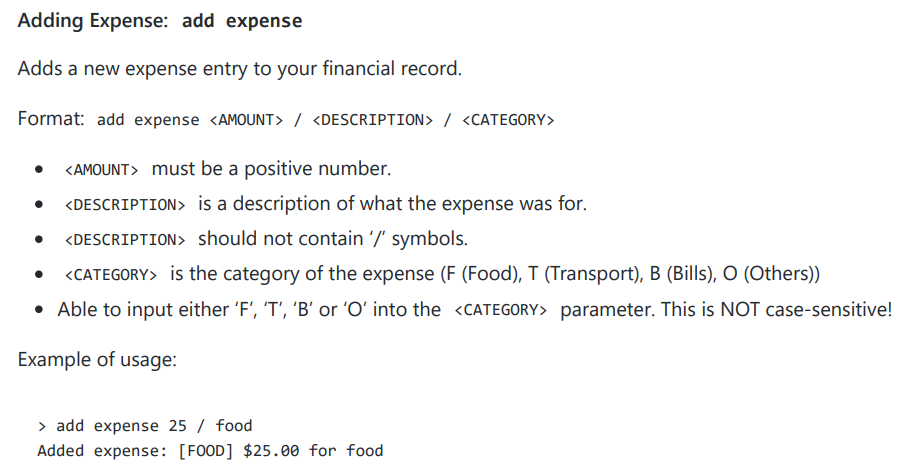 Adding Expense: add expense
Adds a new expense entry to your financial record.
Format: add expense <AMOUNT> / <DESCRIPTION> / <CATEGORY>
• <AMOUNT> must be a positive number.
• <DESCRIPTION> is a description of what the expense was for.
• <DESCRIPTION> should not contain ‘/’ symbols.
• <CATEGORY> is the category of the expense (F (Food), T (Transport), B (Bills), O (Others))
• Able to input either ‘F’, ‘T’, ‘B’ or ‘O’ into the <CATEGORY> parameter. This is NOT case-sensitive!
Example of usage:
> add expense 25 / food
Added expense: [FOOD] $25.00 for food